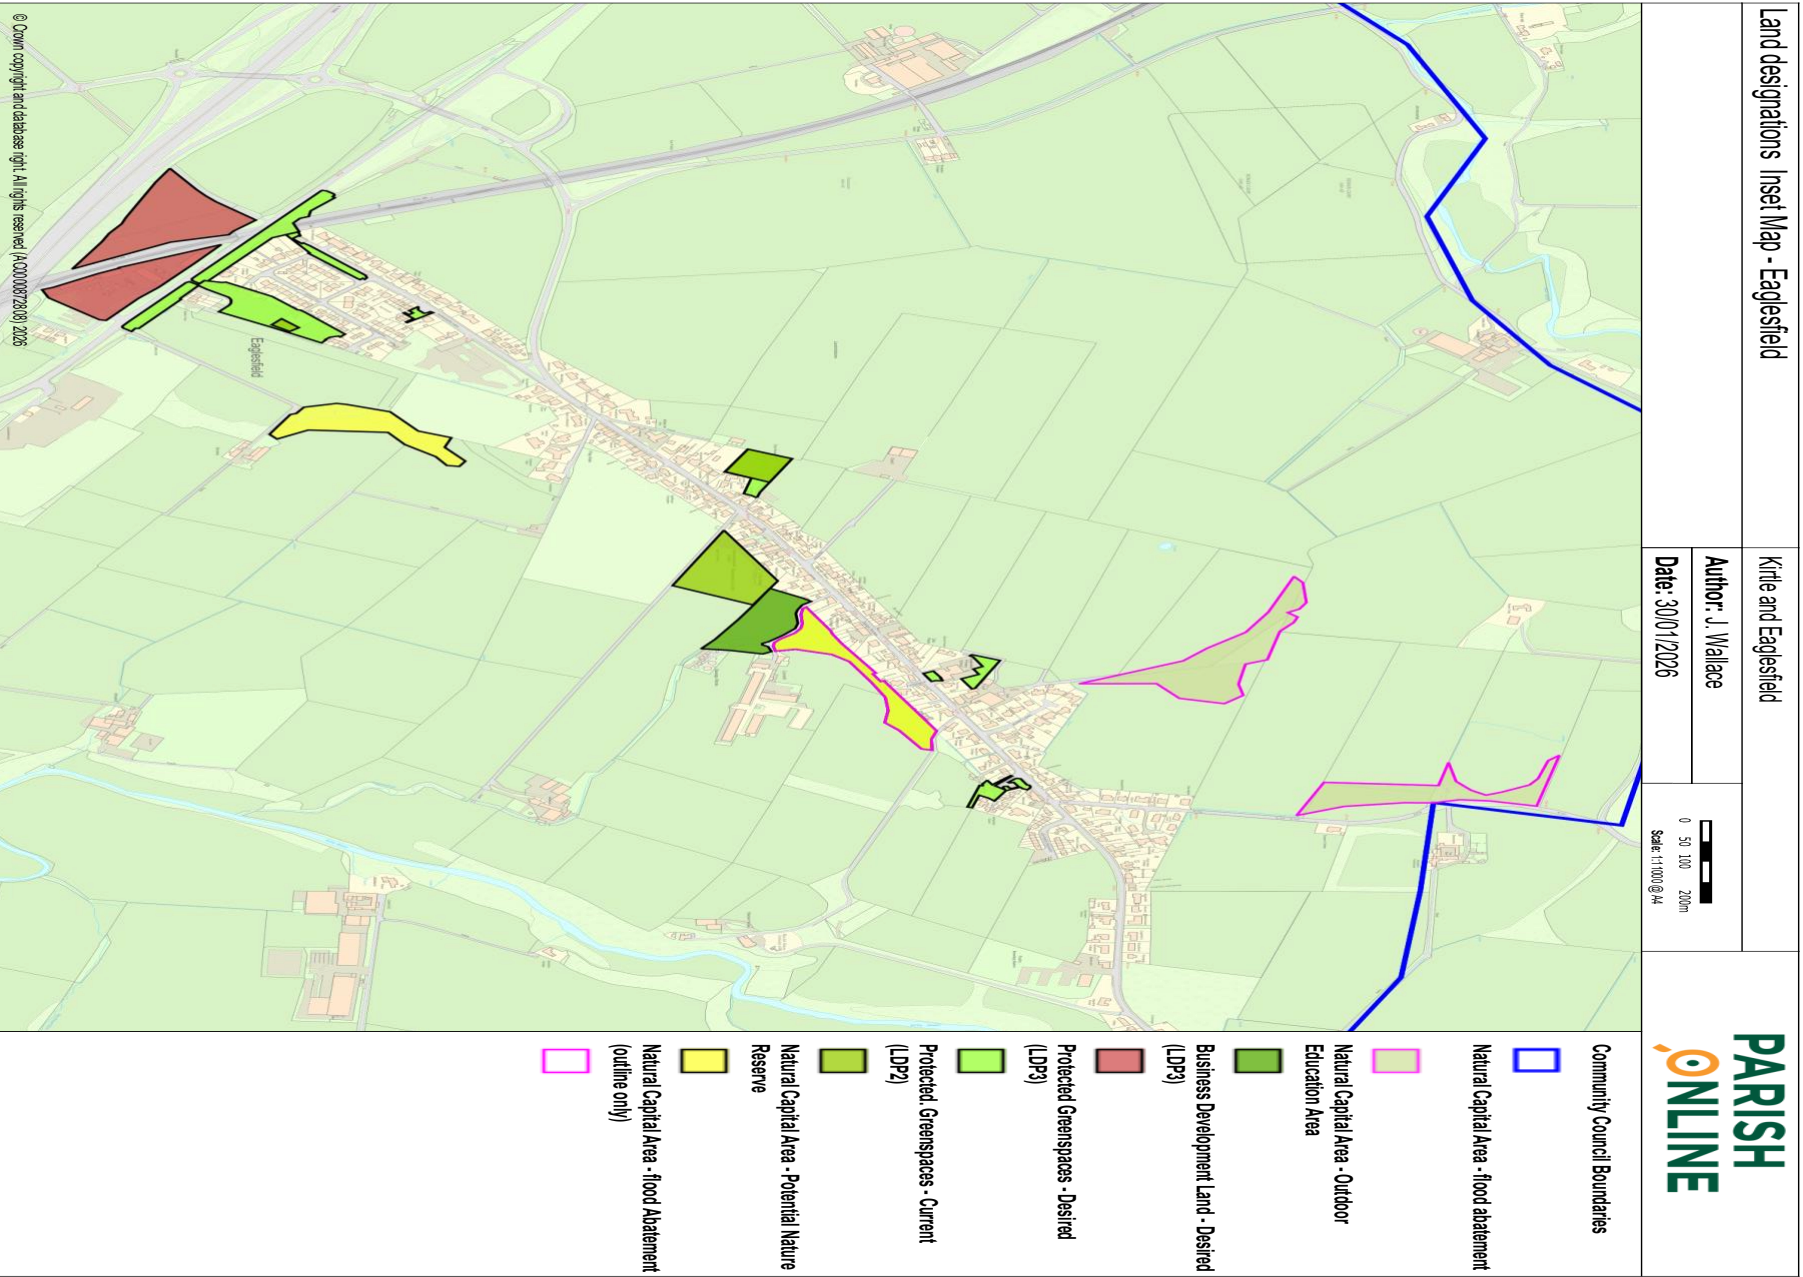 Land designations Inset Map - Eaglesfield
Kirtle and Eaglesfield
Author: J. Wallace
Date: 30/01/2026
0 50 100 200m
Scale: 1:11000 @ A4
PARISH
ONLINE
Community Council Boundaries
Natural Capital Area - flood abatement
Natural Capital Area - Outdoor
Education Area
Business Development Land - Desired
(LDP3)
Protected Greenspaces - Desired
(LDP3)
Protected. Greenspaces - Current
(LDP2)
Natural Capital Area - Potential Nature
Reserve
Natural Capital Area - flood Abatement
(outline only)
Eaglesfield
© Crown copyright and database right. All rights reserved (AC0000872808) 2026